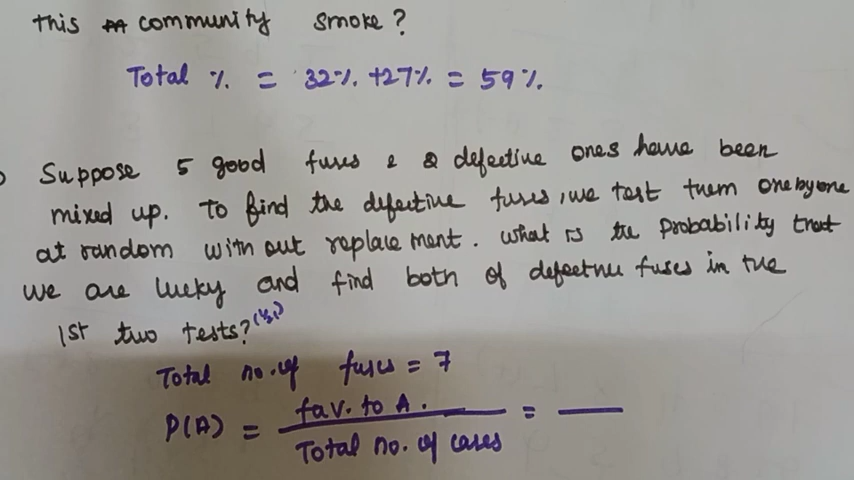 this community smoke?
Total % = 32% + 27% = 59%.
Suppose 5 good fuses & 2 defective ones have been
mixed up. To find the defective fuses, we test them one by one
at random with out replacement. What is the probability that
we are lucky and find both of defective fuses in the
1st two tests?
Total no. of fuses = 7
P(A) = fav. to A. / Total no. of cases = —